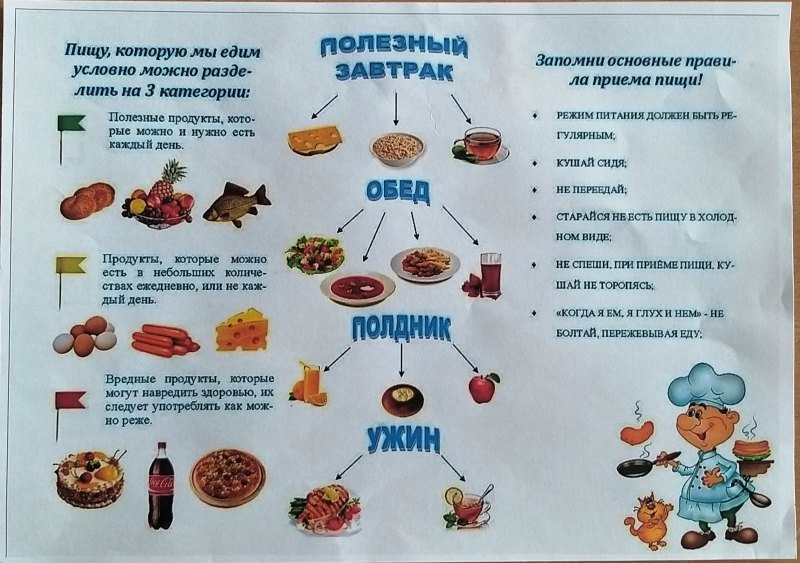 Пищу, которую мы едим
условно можно разде-
лить на 3 категории:
Полезные продукты, кото-
рые можно и нужно есть
каждый день.
Продукты, которые можно
есть в небольших количе-
ствах ежедневно, или не каж-
дый день.
Вредные продукты, которые
могут навредить здоровью, их
следует употреблять как мож-
но реже.
Coca-Cola
ПОЛЕЗНЫЙ
ЗАВТРАК
ОБЕД
ПОЛДНИК
УЖИН
Запомни основные прави-
ла приема пищи!
РЕЖИМ ПИТАНИЯ ДОЛЖЕН БЫТЬ РЕ-
ГУЛЯРНЫМ;
КУШАЙ СИДЯ;
НЕ ПЕРЕЕДАЙ;
СТАРАЙСЯ НЕ ЕСТЬ ПИЩУ В ХОЛОД-
НОМ ВИДЕ;
НЕ СПЕШИ, ПРИ ПРИЁМЕ ПИЩИ, КУ-
ШАЙ НЕ ТОРОПЯСЬ;
«КОГДА Я ЕМ, Я ГЛУХ И НЕМ» - НЕ
БОЛТАЙ, ПЕРЕЖЕВЫВАЯ ЕДУ;